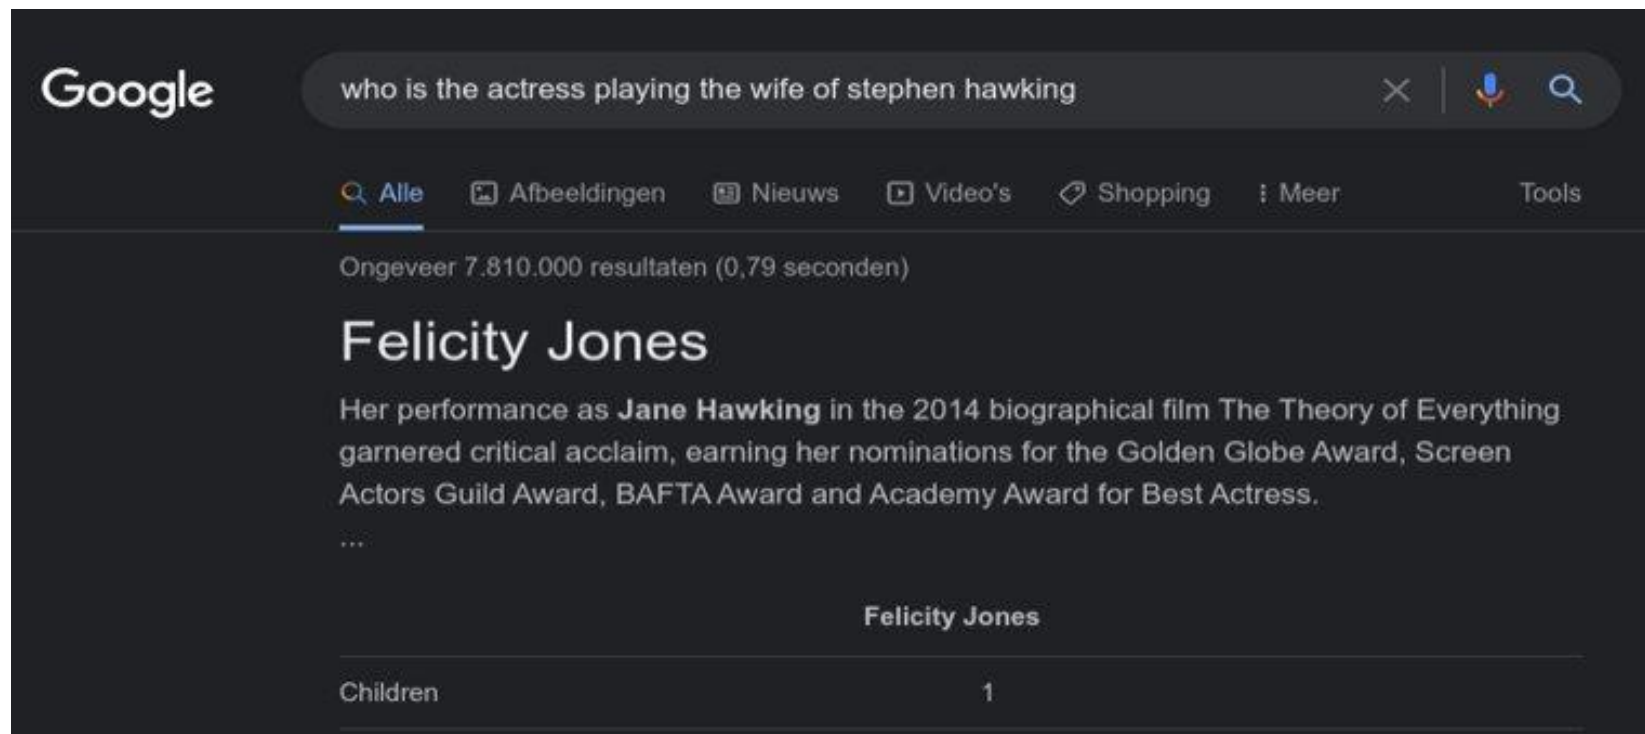 Google
who is the actress playing the wife of stephen hawking
Alle Afbeeldingen Nieuws Video's Shopping Meer Tools
Ongeveer 7.810.000 resultaten (0,79 seconden)
Felicity Jones
Her performance as Jane Hawking in the 2014 biographical film The Theory of Everything
garnered critical acclaim, earning her nominations for the Golden Globe Award, Screen
Actors Guild Award, BAFTA Award and Academy Award for Best Actress.
...
Felicity Jones
Children 1